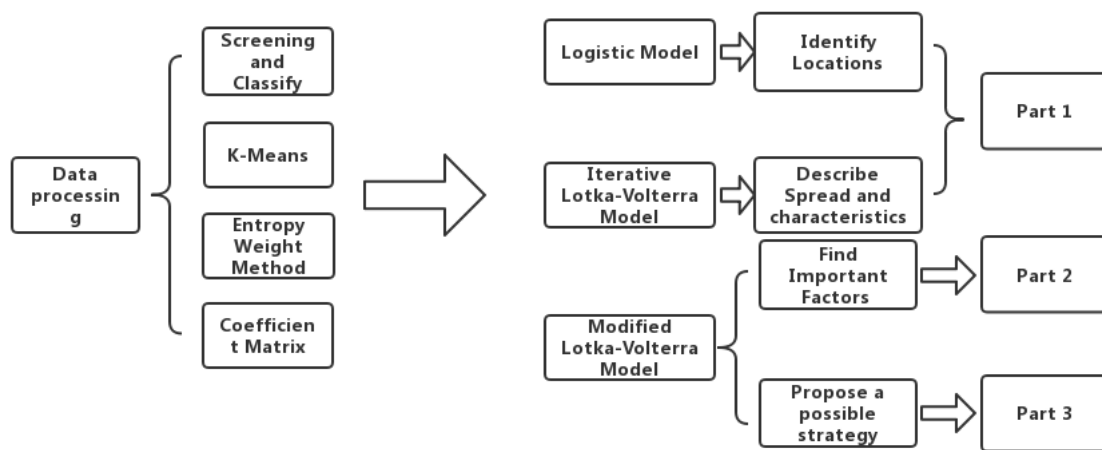 Data
processin
g
Screening
and
Classify
K-Means
Entropy
Weight
Method
Coefficien
t Matrix
Logistic Model
Identify
Locations
Iterative
Lotka-Volterra
Model
Describe
Spread and
characteristics
Part 1
Modified
Lotka-Volterra
Model
Find
Important
Factors
Part 2
Propose a
possible
strategy
Part 3